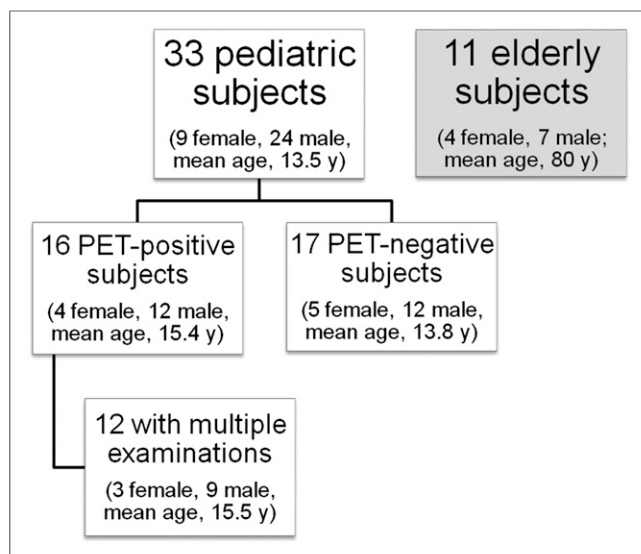 33 pediatric
subjects
(9 female, 24 male,
mean age, 13.5 y)
11 elderly
subjects
(4 female, 7 male;
mean age, 80 y)
16 PET-positive
subjects
(4 female, 12 male,
mean age, 15.4 y)
17 PET-negative
subjects
(5 female, 12 male,
mean age, 13.8 y)
12 with multiple
examinations
(3 female, 9 male,
mean age, 15.5 y)